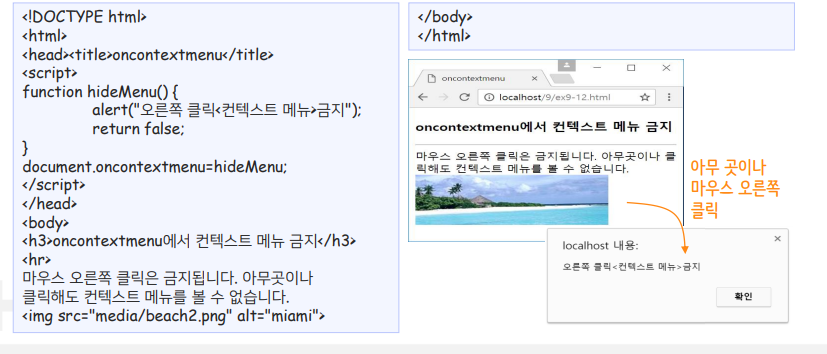 <!DOCTYPE html>
<html>
<head><title>oncontextmenu</title>
<script>
function hideMenu() {
alert("오른쪽 클릭<컨텍스트 메뉴>금지");
return false;
}
document.oncontextmenu=hideMenu;
</script>
</head>
<body>
<h3>oncontextmenu에서 컨텍스트 메뉴 금지</h3>
<hr>
마우스 오른쪽 클릭은 금지됩니다. 아무곳이나
클릭해도 컨텍스트 메뉴를 볼 수 없습니다.
<img src="media/beach2.png" alt="miami">
</body>
</html>
oncontextmenu
localhost/9/ex9-12.html
oncontextmenu에서 컨텍스트 메뉴 금지
마우스 오른쪽 클릭은 금지됩니다. 아무곳이나 클
릭해도 컨텍스트 메뉴를 볼 수 없습니다.
아무 곳이나
마우스 오른쪽
클릭
localhost 내용:
오른쪽 클릭<컨텍스트 메뉴>금지
확인